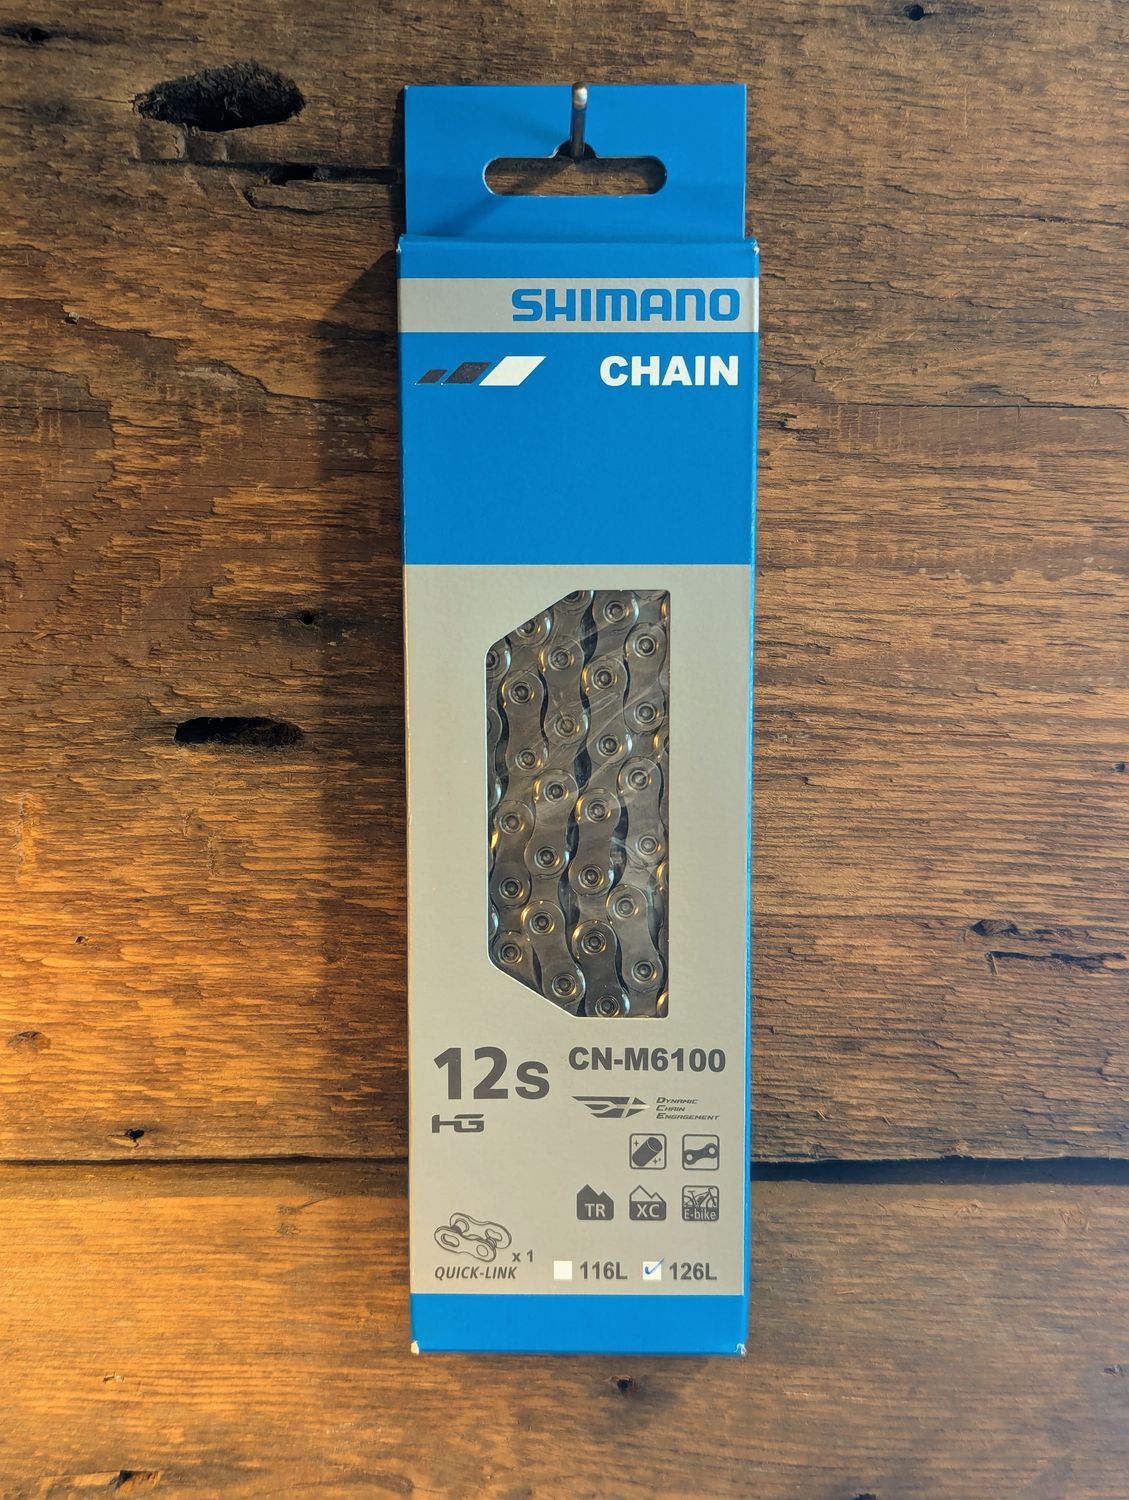 SHIMANO
CHAIN
12s
CN-M6100
HG
DYNAMIC
CHAIN
ENGAGEMENT
TR
XC
E-bike
x 1
QUICK-LINK
116L
126L